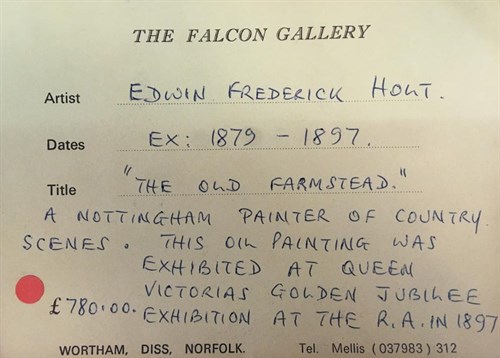 THE FALCON GALLERY
Artist EDWIN FREDERICK HOLT.
Dates EX: 1879 - 1897.
Title "THE OLD FARMSTEAD."
A NOTTINGHAM PAINTER OF COUNTRY
SCENES. THIS OIL PAINTING WAS
EXHIBITED AT QUEEN
VICTORIAS GOLDEN JUBILEE
£780.00. EXHIBITION AT THE R.A. IN 1897
WORTHAM, DISS, NORFOLK. Tel. Mellis (037983) 312